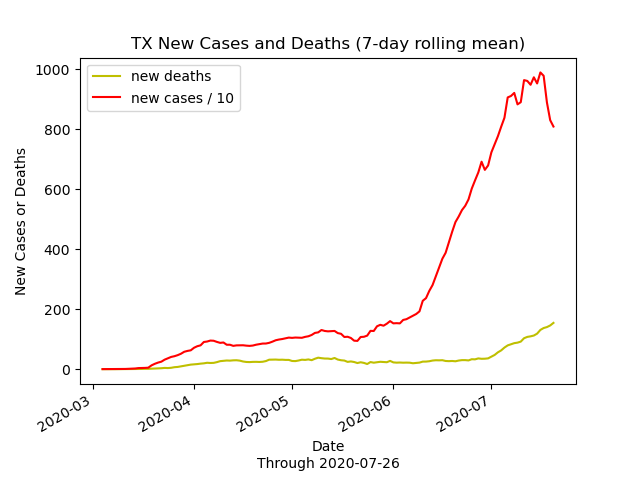 TX New Cases and Deaths (7-day rolling mean)
new deaths
new cases / 10
1000
800
600
400
200
0
New Cases or Deaths
2020-03
2020-04
2020-05
2020-06
2020-07
Date
Through 2020-07-26